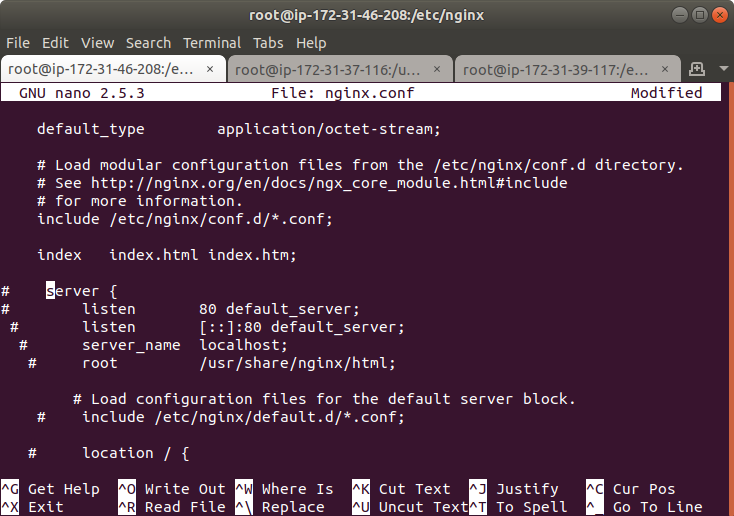 root@ip-172-31-46-208:/etc/nginx
File Edit View Search Terminal Tabs Help
root@ip-172-31-46-208:/e... × root@ip-172-31-37-116:/u... × root@ip-172-31-39-117:/e... ×
GNU nano 2.5.3 File: nginx.conf Modified
default_type application/octet-stream;
# Load modular configuration files from the /etc/nginx/conf.d directory.
# See http://nginx.org/en/docs/ngx_core_module.html#include
# for more information.
include /etc/nginx/conf.d/*.conf;
index index.html index.htm;
# server {
# listen 80 default_server;
# listen [::]:80 default_server;
# server_name localhost;
# root /usr/share/nginx/html;
# Load configuration files for the default server block.
# include /etc/nginx/default.d/*.conf;
# location / {
^G Get Help ^O Write Out ^W Where Is ^K Cut Text ^J Justify ^C Cur Pos
^X Exit ^R Read File ^\ Replace ^U Uncut Text ^T To Spell ^_ Go To Line